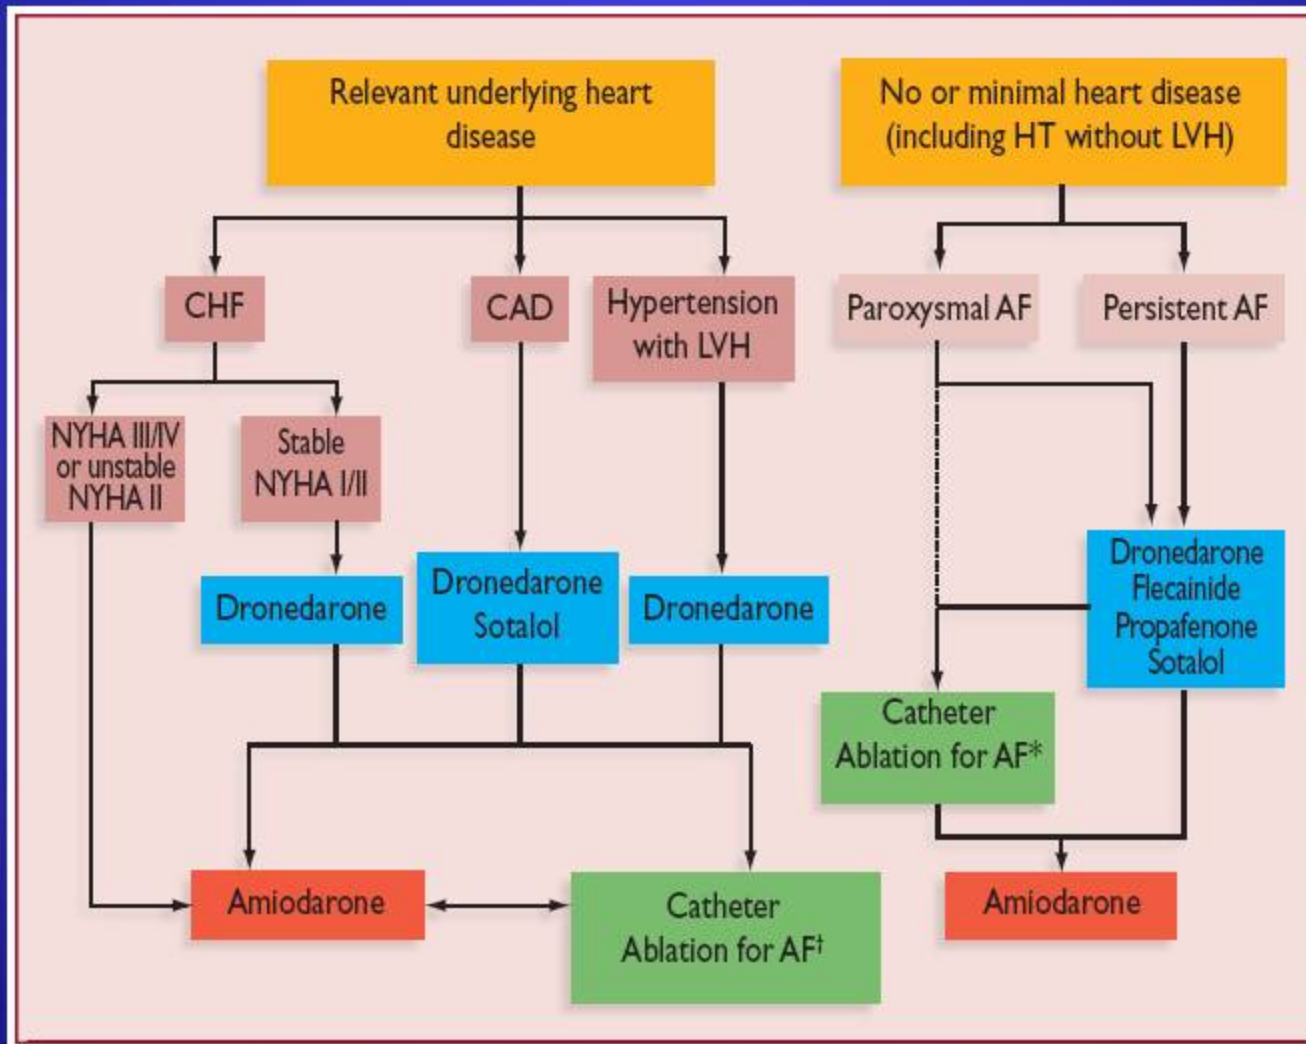 Relevant underlying heart
disease
No or minimal heart disease
(including HT without LVH)
CHF
CAD
Hypertension
with LVH
Paroxysmal AF
Persistent AF
NYHA III/IV
or unstable
NYHA II
Stable
NYHA I/II
Dronedarone
Dronedarone
Sotalol
Dronedarone
Dronedarone
Flecainide
Propafenone
Sotalol
Catheter
Ablation for AF*
Amiodarone
Catheter
Ablation for AF†
Amiodarone